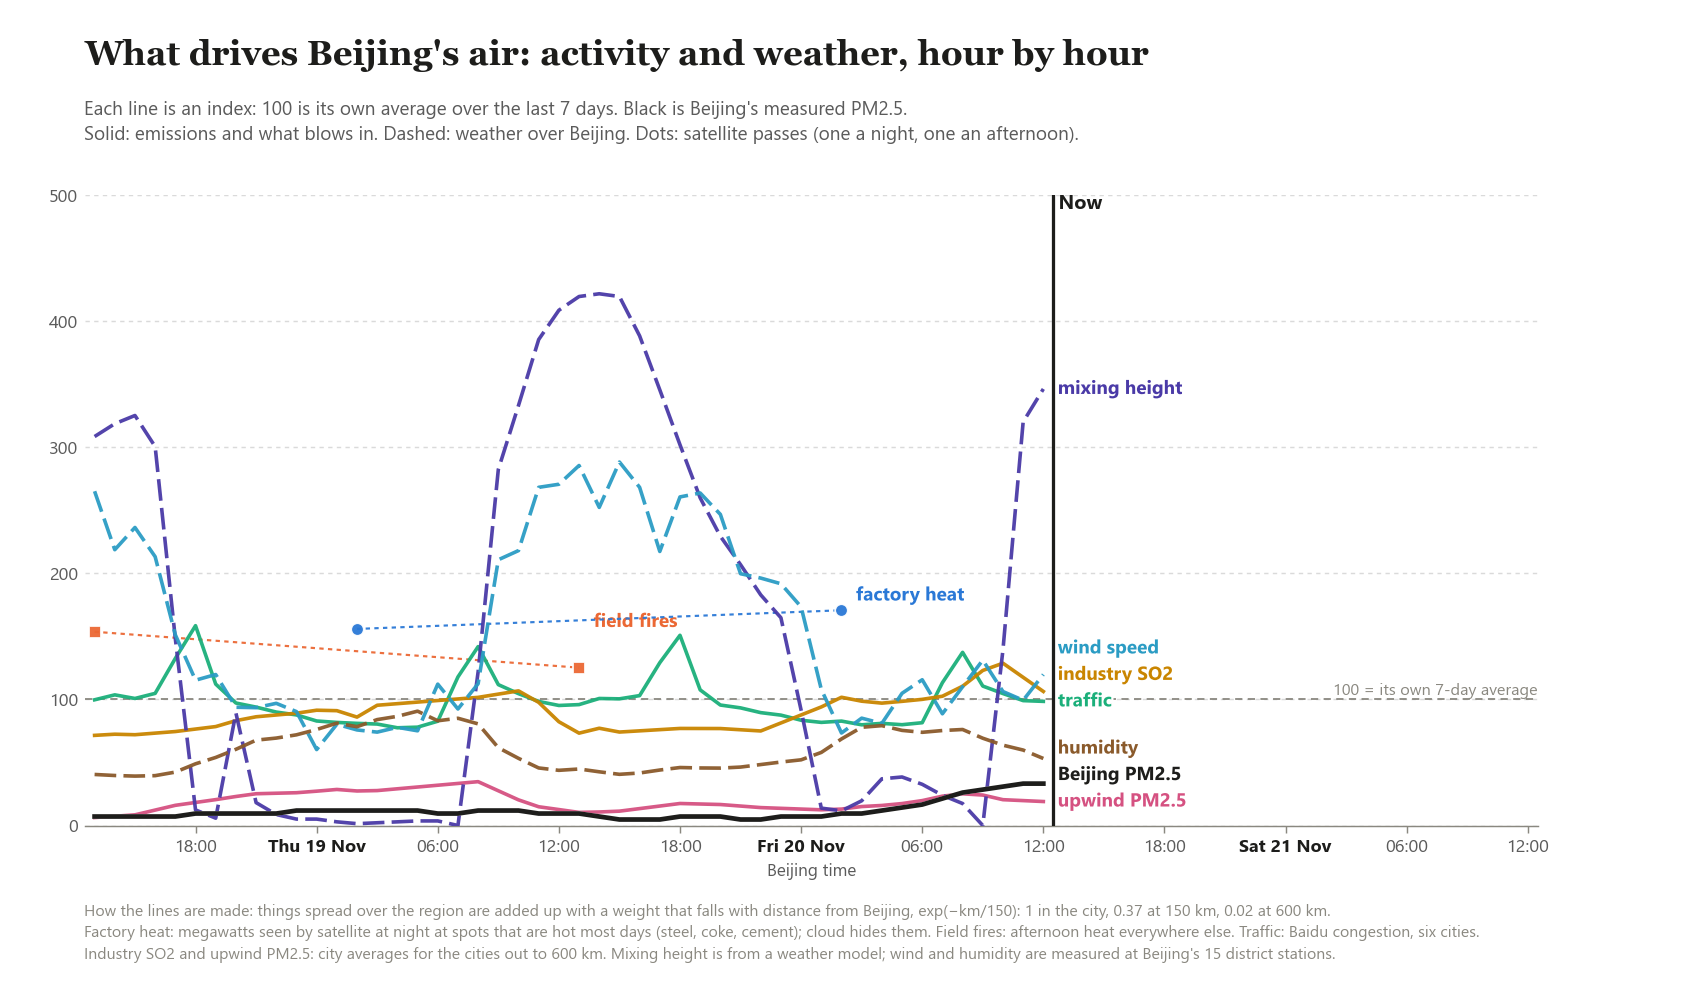 What drives Beijing's air: activity and weather, hour by hour
Each line is an index: 100 is its own average over the last 7 days. Black is Beijing's measured PM2.5.
Solid: emissions and what blows in. Dashed: weather over Beijing. Dots: satellite passes (one a night, one an afternoon).
500
Now
400
mixing height
300
200
factory heat
field fires
wind speed
industry SO2
100 = its own 7-day average
100
traffic
humidity
Beijing PM2.5
upwind PM2.5
0
18:00 Thu 19 Nov 06:00 12:00 18:00 Fri 20 Nov 06:00 12:00 18:00 Sat 21 Nov 06:00 12:00
Beijing time
How the lines are made: things spread over the region are added up with a weight that falls with distance from Beijing, exp(−km/150): 1 in the city, 0.37 at 150 km, 0.02 at 600 km.
Factory heat: megawatts seen by satellite at night at spots that are hot most days (steel, coke, cement); cloud hides them. Field fires: afternoon heat everywhere else. Traffic: Baidu congestion, six cities.
Industry SO2 and upwind PM2.5: city averages for the cities out to 600 km. Mixing height is from a weather model; wind and humidity are measured at Beijing's 15 district stations.